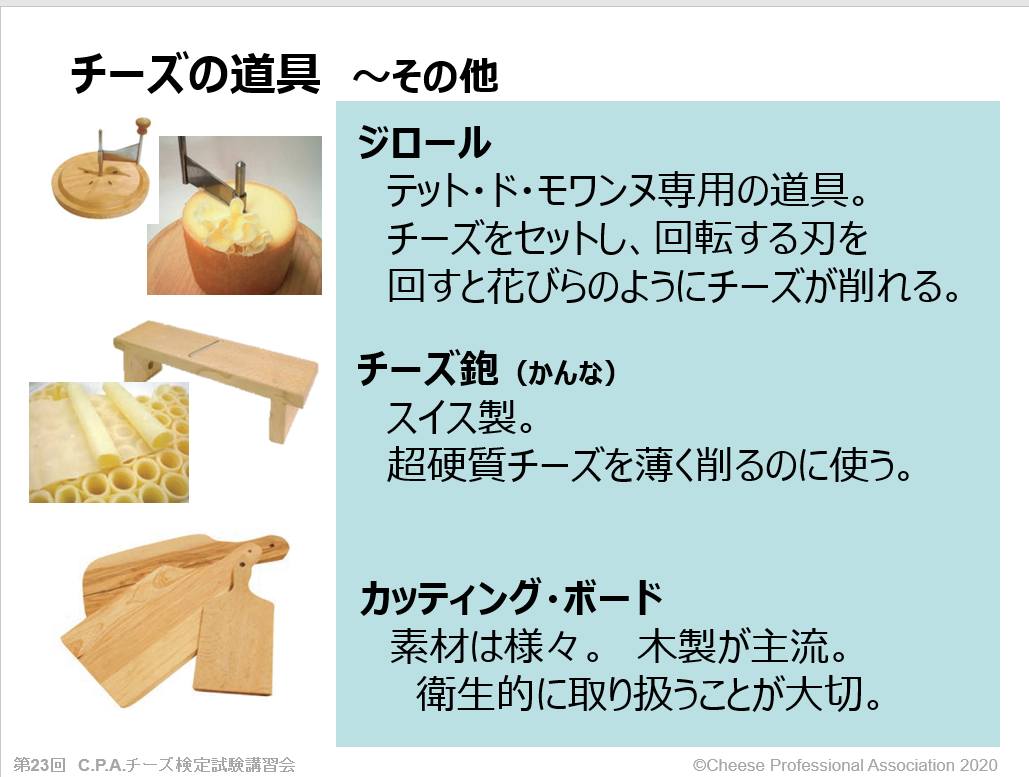 チーズの道具 ～その他
ジロール
テット・ド・モワンヌ専用の道具。
チーズをセットし、回転する刃を
回すと花びらのようにチーズが削れる。
チーズ鉋（かんな）
スイス製。
超硬質チーズを薄く削るのに使う。
カッティング・ボード
素材は様々。 木製が主流。
衛生的に取り扱うことが大切。
第23回 C.P.A.チーズ検定試験講習会
©Cheese Professional Association 2020